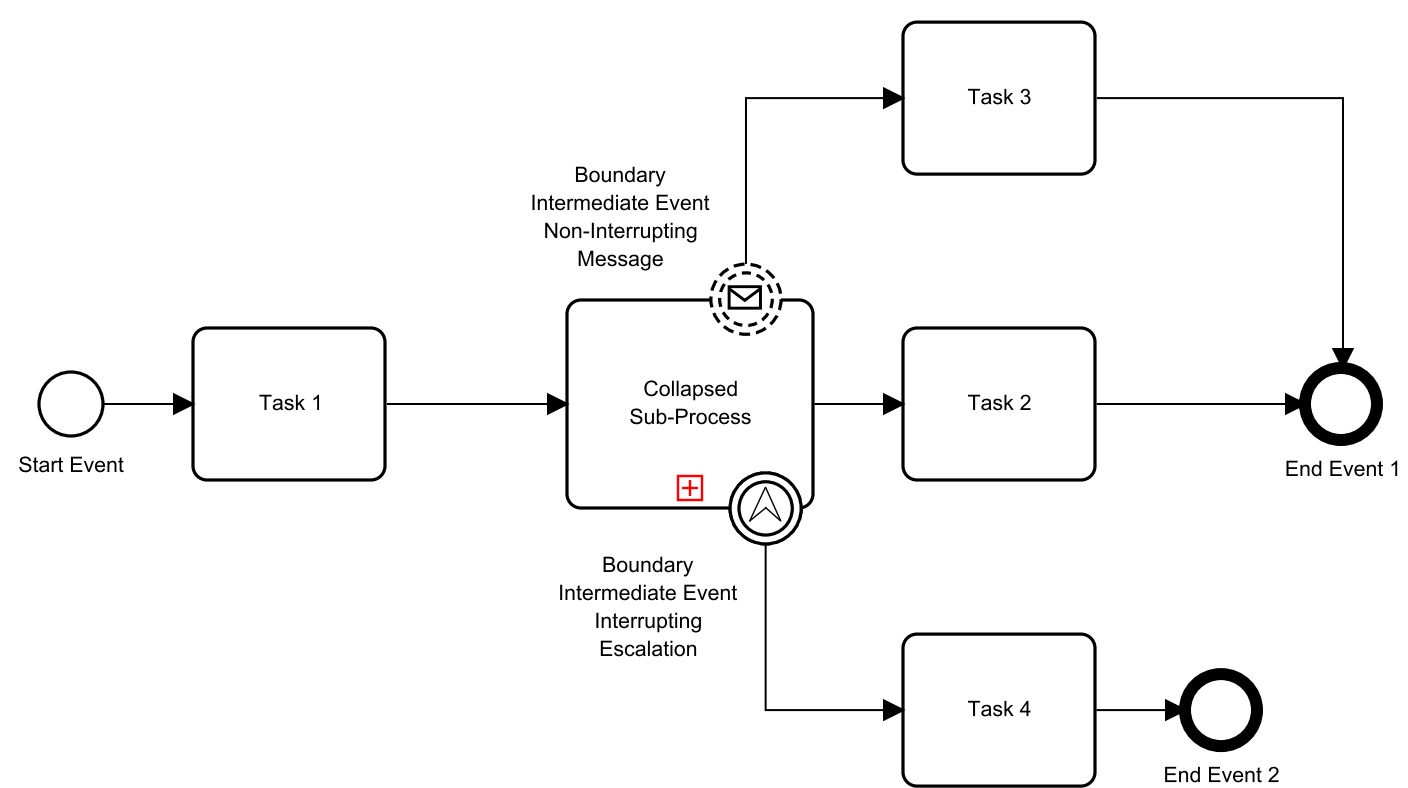 Task 3
Boundary
Intermediate Event
Non-Interrupting
Message
Start Event
Task 1
Collapsed
Sub-Process
Task 2
End Event 1
Boundary
Intermediate Event
Interrupting
Escalation
Task 4
End Event 2